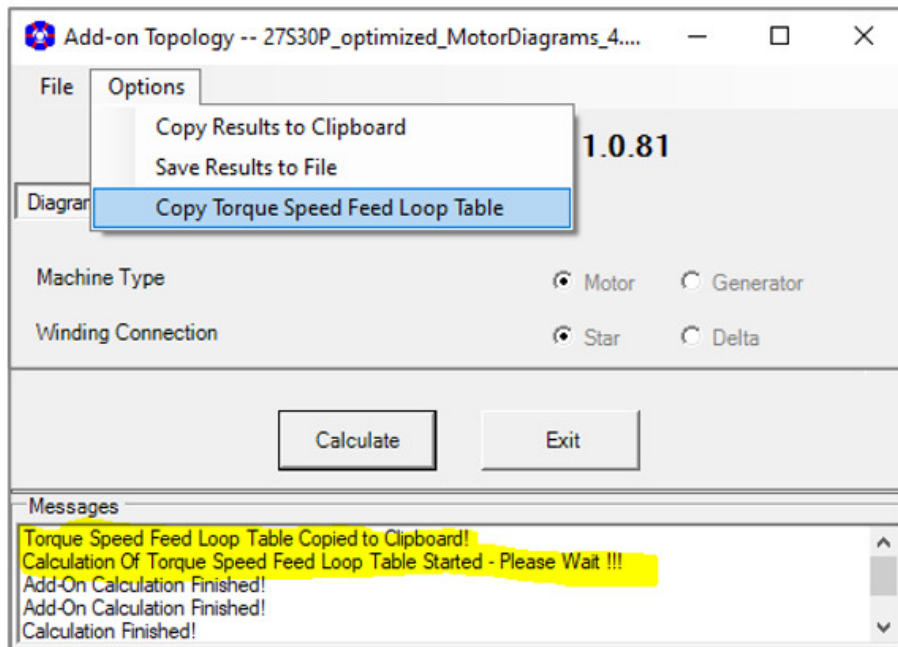 Add-on Topology -- 27S30P_optimized_MotorDiagrams_4....
File Options
Copy Results to Clipboard
1.0.81
Save Results to File
Diagrar
Copy Torque Speed Feed Loop Table
Machine Type Motor Generator
Winding Connection Star Delta
Calculate Exit
Messages
Torque Speed Feed Loop Table Copied to Clipboard!
Calculation Of Torque Speed Feed Loop Table Started - Please Wait !!!
Add-On Calculation Finished!
Add-On Calculation Finished!
Calculation Finished!